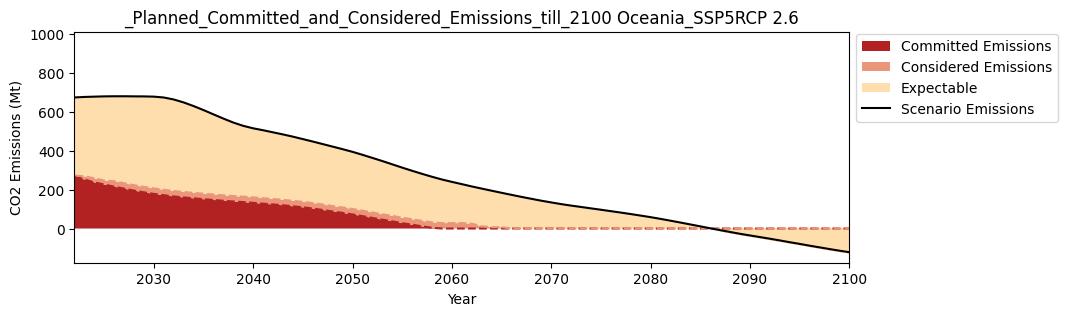 _Planned_Committed_and_Considered_Emissions_till_2100 Oceania_SSP5RCP 2.6
1000
800
600
400
200
0
CO2 Emissions (Mt)
2030
2040
2050
2060
2070
2080
2090
2100
Year
Committed Emissions
Considered Emissions
Expectable
Scenario Emissions